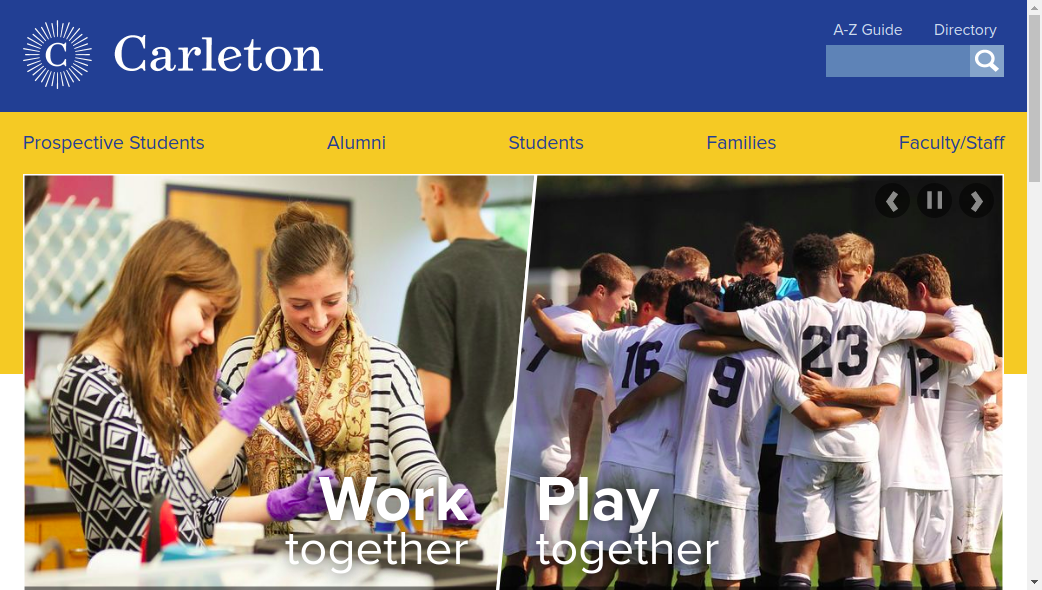 C
Carleton
A-Z Guide Directory
Prospective Students Alumni Students Families Faculty/Staff
7 16 9 23 12
Work
together
Play
together